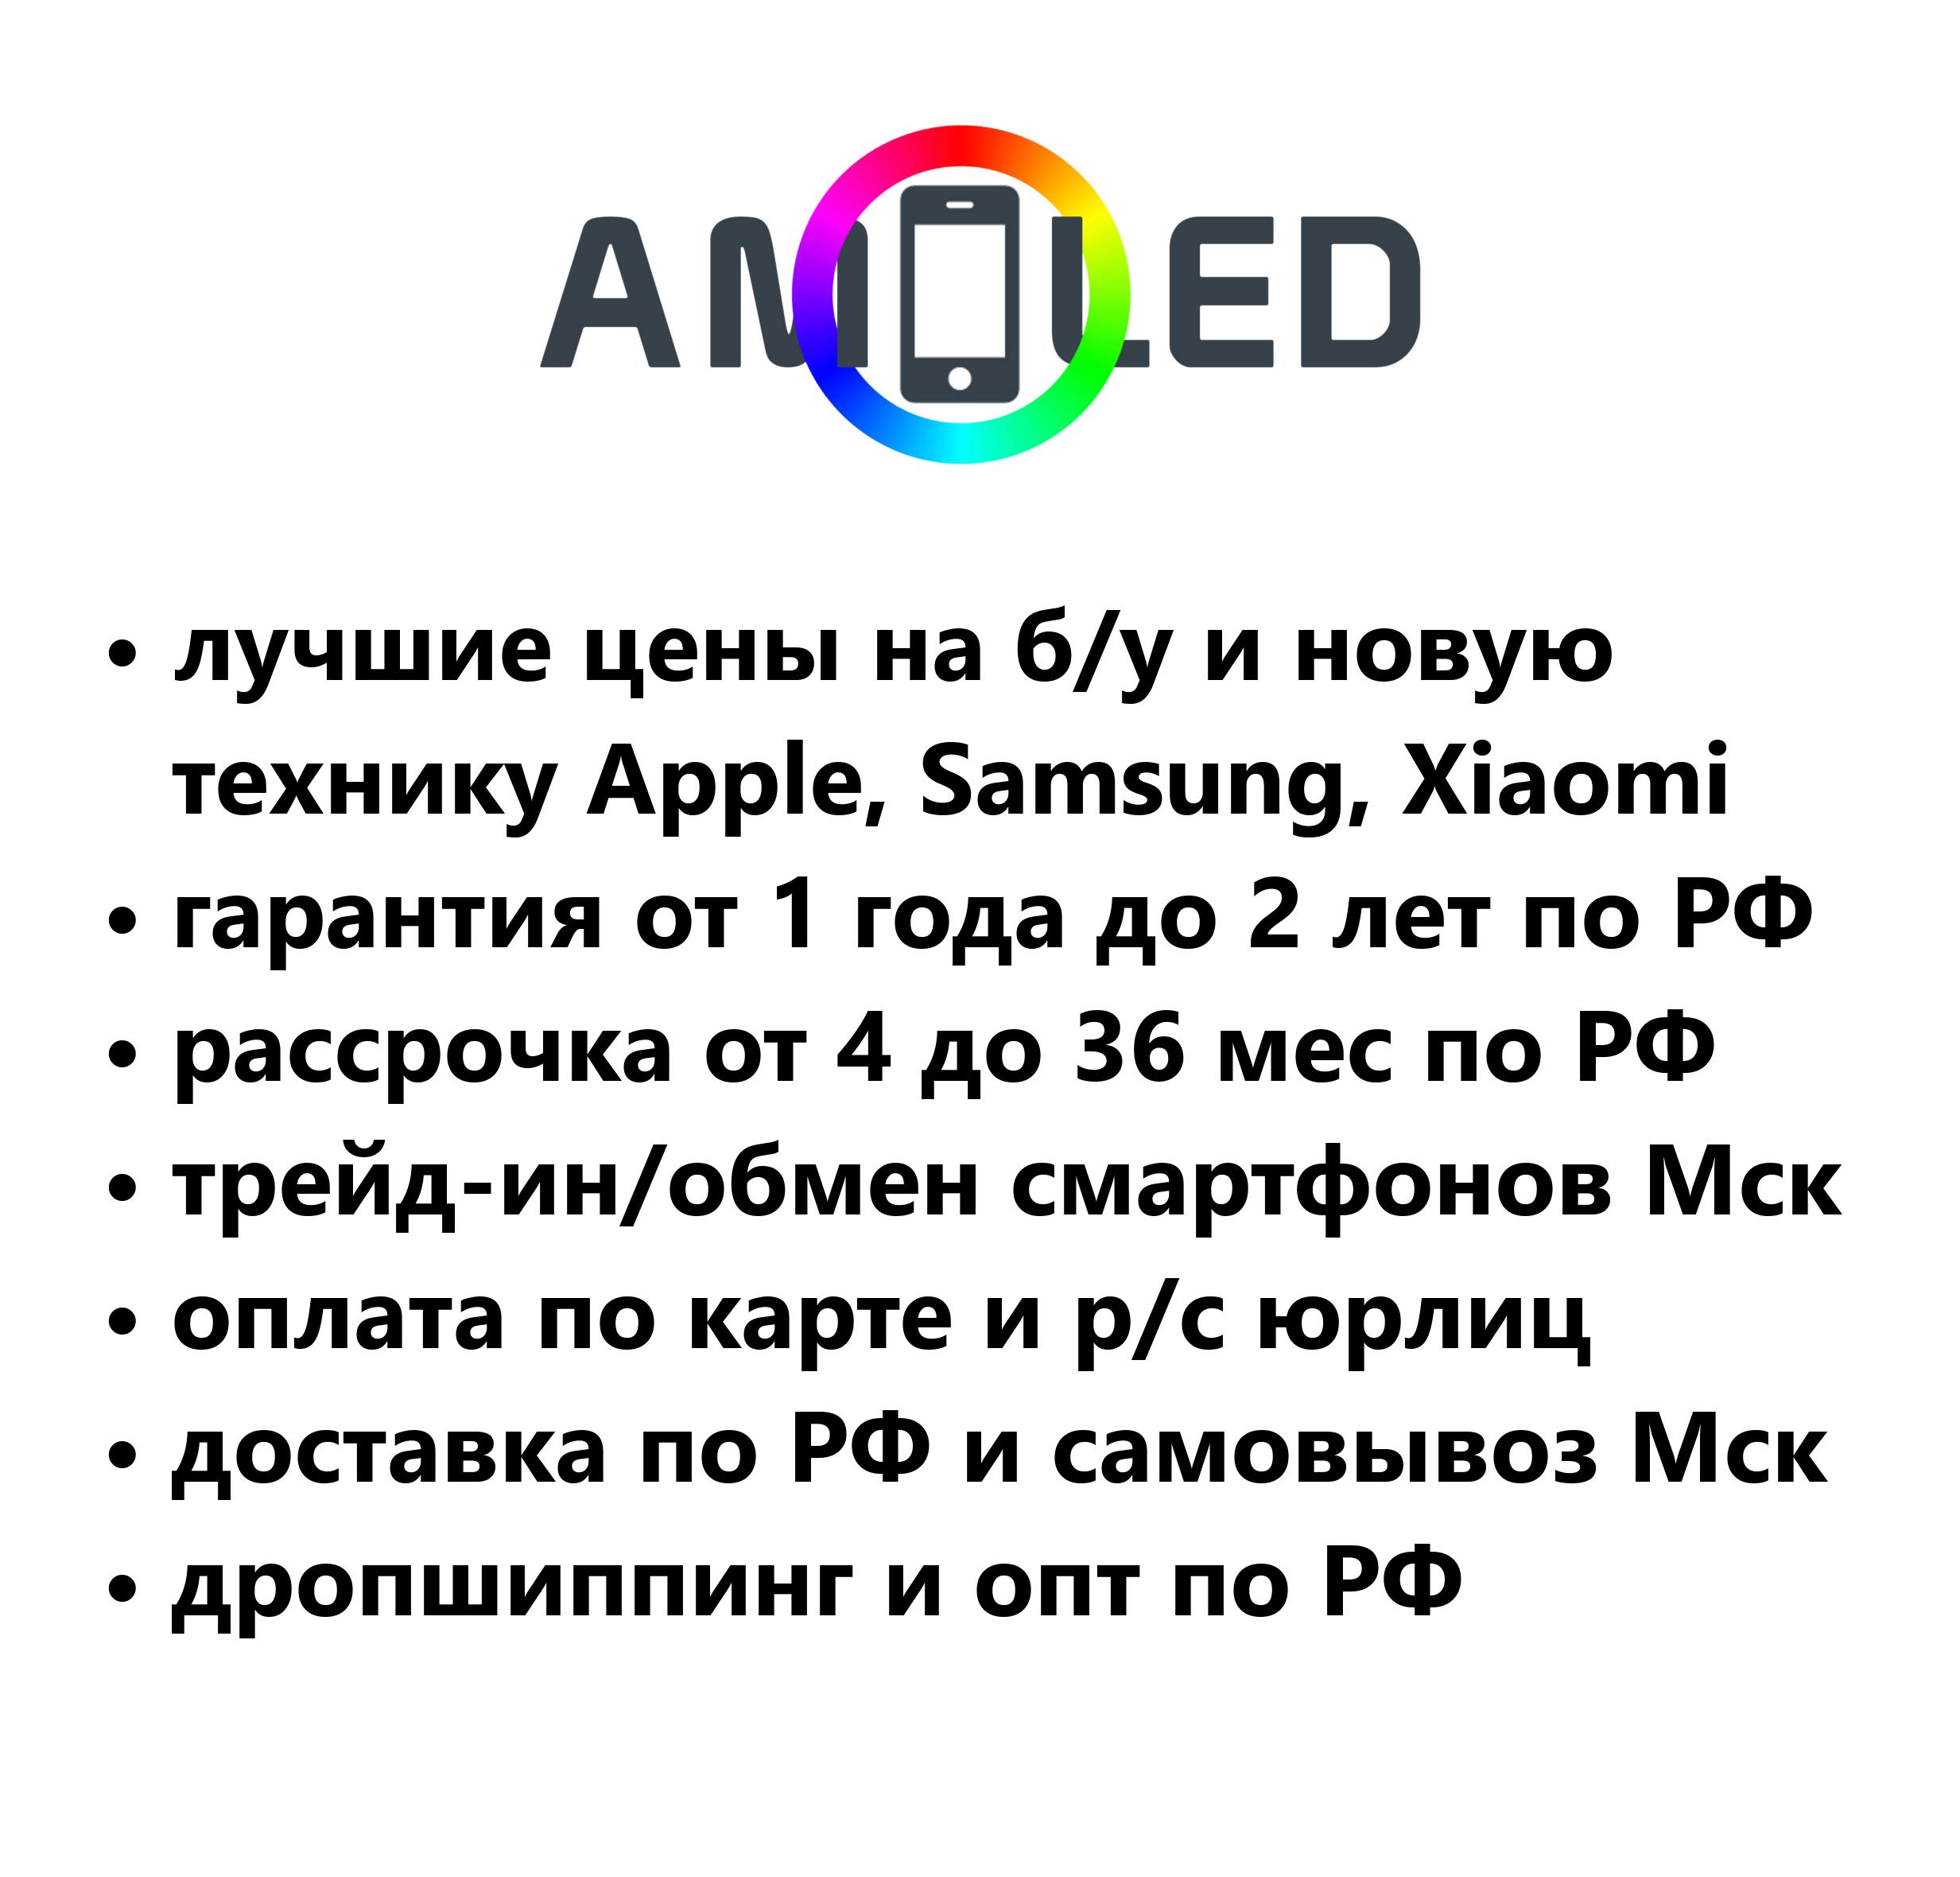 AMOLED
• лучшие цены на б/у и новую
технику Apple, Samsung, Xiaomi
• гарантия от 1 года до 2 лет по РФ
• рассрочка от 4 до 36 мес по РФ
• трейд-ин/обмен смартфонов Мск
• оплата по карте и р/с юрлиц
• доставка по РФ и самовывоз Мск
• дропшиппинг и опт по РФ